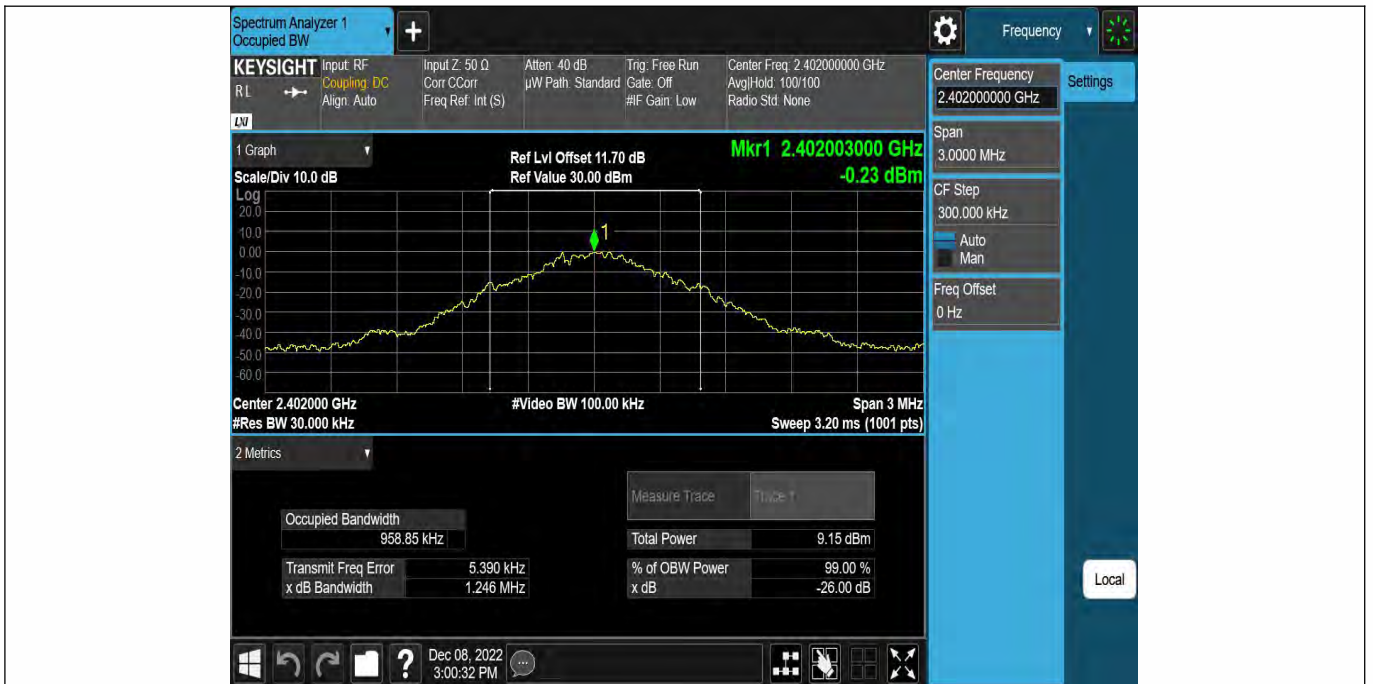 Spectrum Analyzer 1
Occupied BW
+
Frequency
KEYSIGHT
RL
LXI
Input: RF
Coupling: DC
Align: Auto
Input Z: 50 Ω
Corr CCorr
Freq Ref: Int (S)
Atten: 40 dB
µW Path: Standard
Trig: Free Run
Gate: Off
#IF Gain: Low
Center Freq: 2.402000000 GHz
Avg|Hold: 100/100
Radio Std: None
1 Graph
Scale/Div 10.0 dB
Ref Lvl Offset 11.70 dB
Ref Value 30.00 dBm
Mkr1 2.402003000 GHz
-0.23 dBm
Log
20.0
10.0
0.00
-10.0
-20.0
-30.0
-40.0
-50.0
-60.0
1
Center 2.402000 GHz
#Res BW 30.000 kHz
#Video BW 100.00 kHz
Span 3 MHz
Sweep 3.20 ms (1001 pts)
2 Metrics
Measure Trace
Trace 1
Occupied Bandwidth
958.85 kHz
Total Power 9.15 dBm
Transmit Freq Error 5.390 kHz
% of OBW Power 99.00 %
x dB Bandwidth 1.246 MHz
x dB -26.00 dB
Center Frequency
2.402000000 GHz
Settings
Span
3.0000 MHz
CF Step
300.000 kHz
Auto
Man
Freq Offset
0 Hz
Local
?
Dec 08, 2022
3:00:32 PM